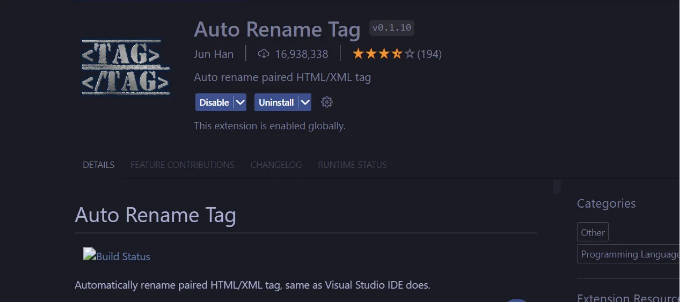 Auto Rename Tag v0.1.10
<TAG>
</TAG>
Jun Han 16,938,338 (194)
Auto rename paired HTML/XML tag
Disable Uninstall
This extension is enabled globally.
DETAILS FEATURE CONTRIBUTIONS CHANGELOG RUNTIME STATUS
Auto Rename Tag
Build Status
Automatically rename paired HTML/XML tag, same as Visual Studio IDE does.
Categories
Other
Programming Language
Extension Resourc